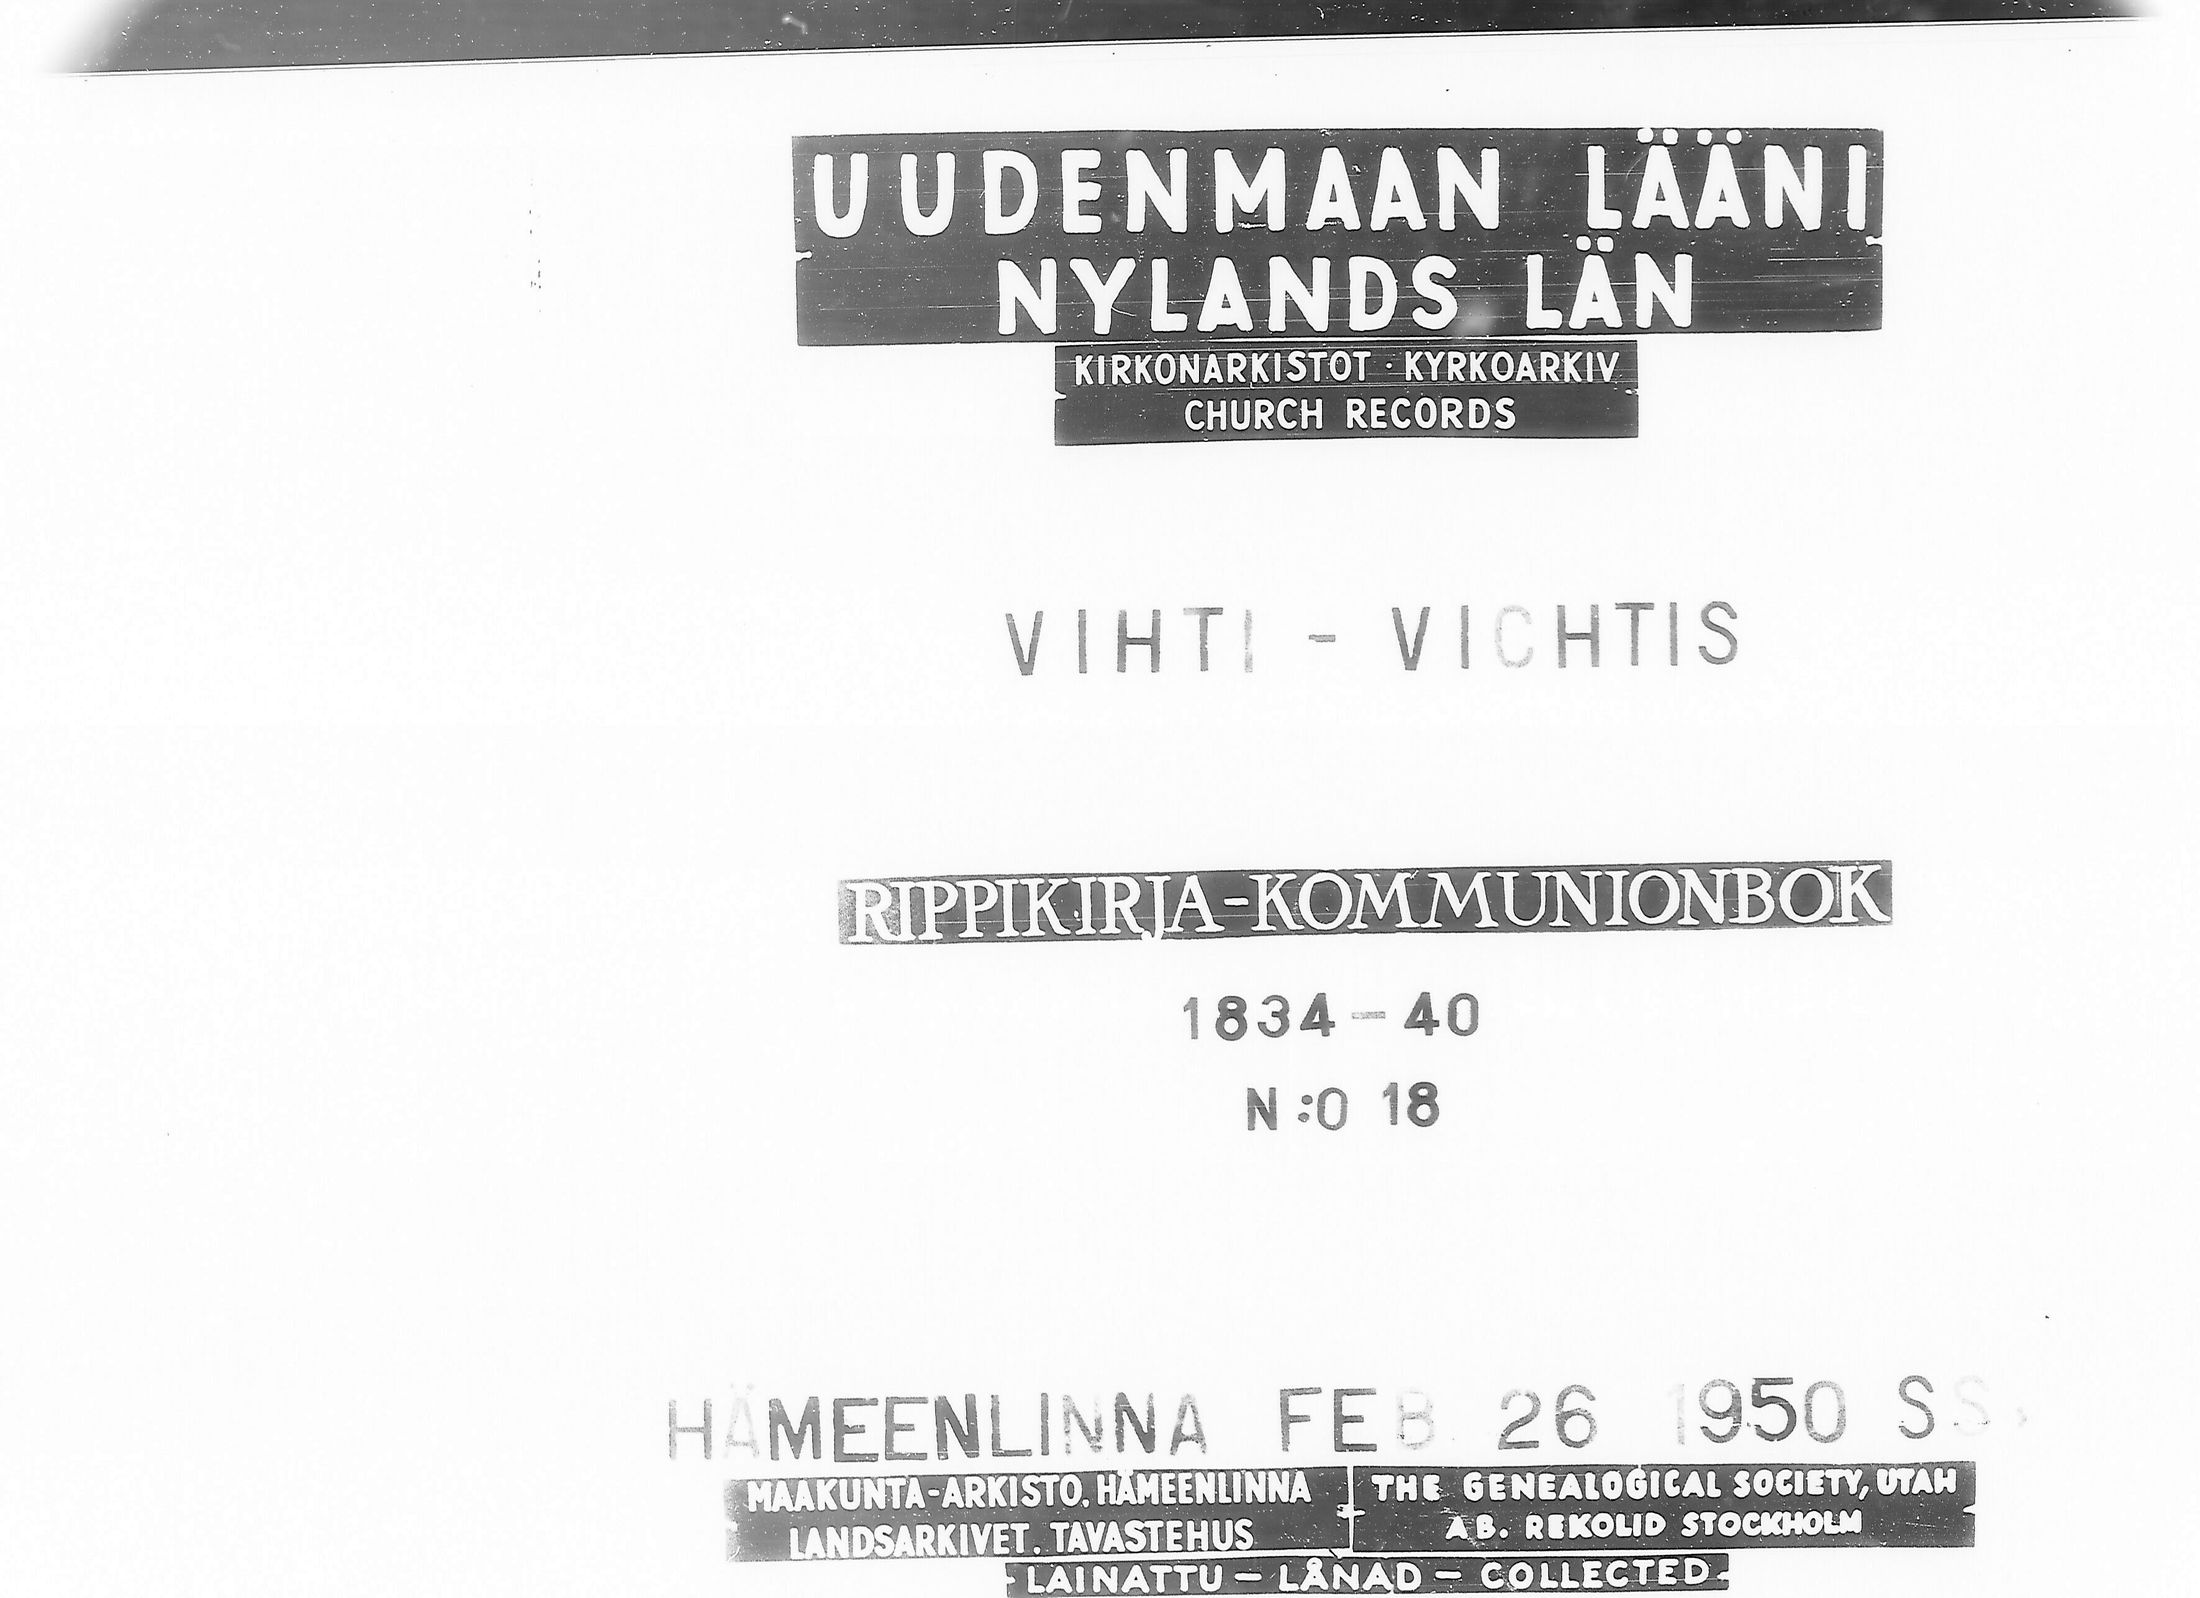 UUDENMAAN LÄÄNI
NYLANDS LÄN
KIRKONARKISTOT · KYRKOARKIV
CHURCH RECORDS
VIHTI - VICHTIS
RIPPIKIRJA-KOMMUNIONBOK
1834-40
N:O 18
HÄMEENLINNA FEB 26 1950 SS.
MAAKUNTA-ARKISTO, HÄMEENLINNA
LANDSARKIVET, TAVASTEHUS
THE GENEALOGICAL SOCIETY, UTAH
AB. REKOLID STOCKHOLM
LAINATTU - LÅNAD - COLLECTED